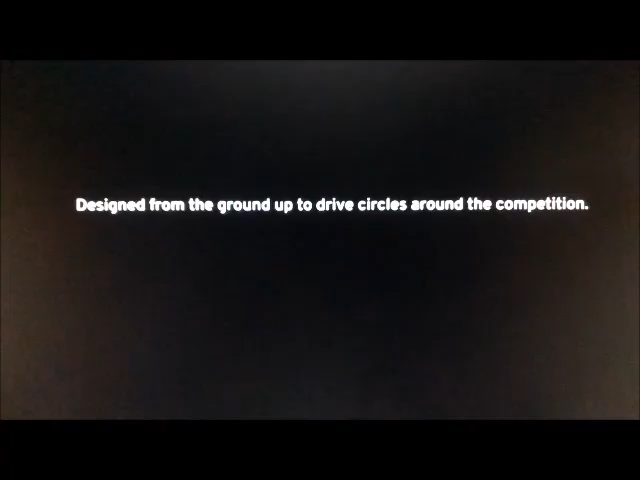 Designed from the ground up to drive circles around the competition.